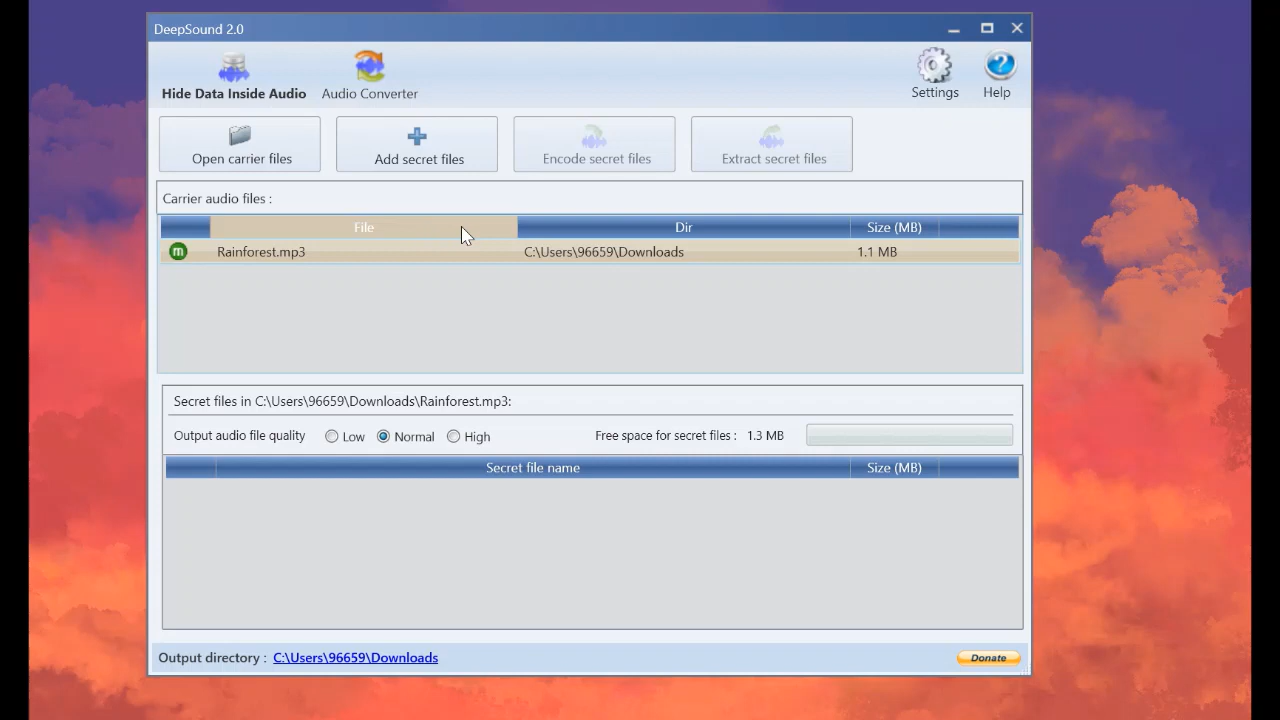 DeepSound 2.0
Hide Data Inside Audio Audio Converter Settings Help
Open carrier files Add secret files Encode secret files Extract secret files
Carrier audio files :
File Dir Size (MB)
m Rainforest.mp3 C:\Users\96659\Downloads 1.1 MB
Secret files in C:\Users\96659\Downloads\Rainforest.mp3:
Output audio file quality Low Normal High Free space for secret files : 1.3 MB
Secret file name Size (MB)
Output directory : C:\Users\96659\Downloads Donate